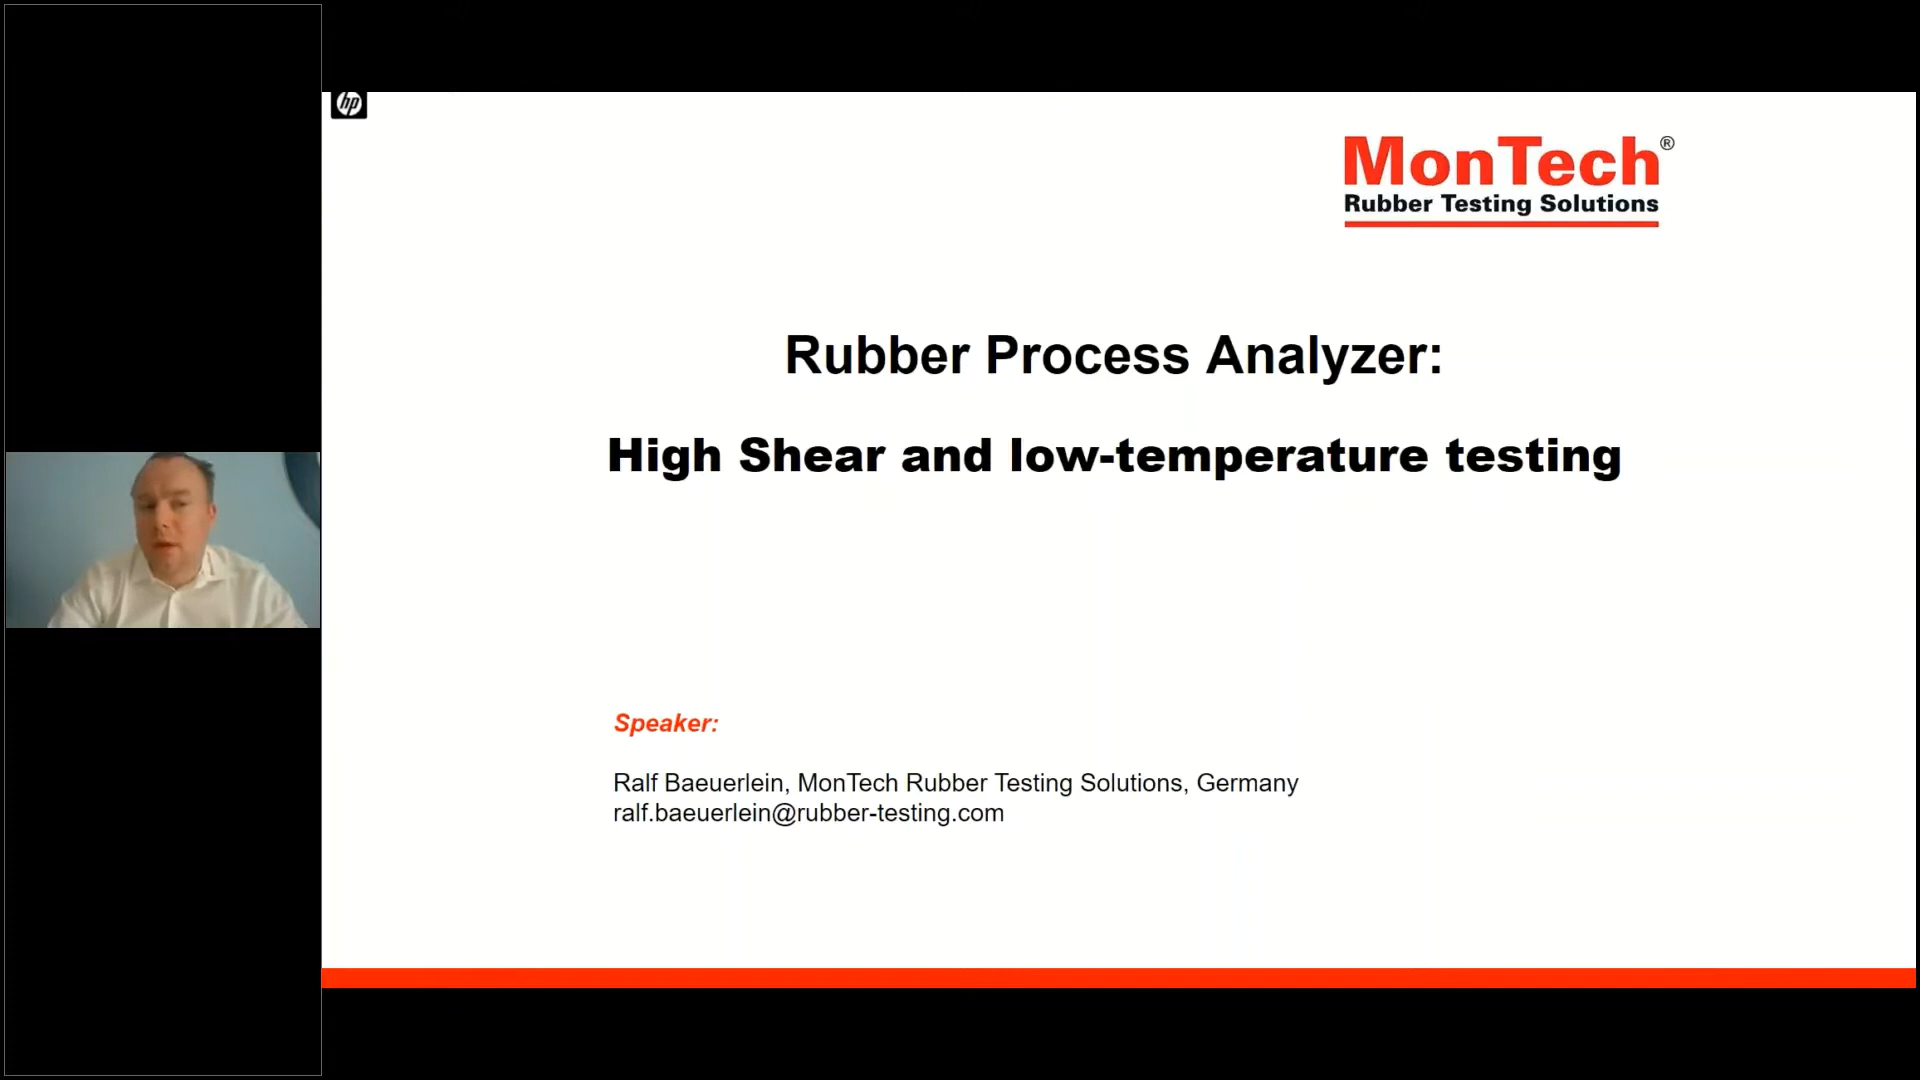 hp
MonTech®
Rubber Testing Solutions
Rubber Process Analyzer:
High Shear and low-temperature testing
Speaker:
Ralf Baeuerlein, MonTech Rubber Testing Solutions, Germany
ralf.baeuerlein@rubber-testing.com